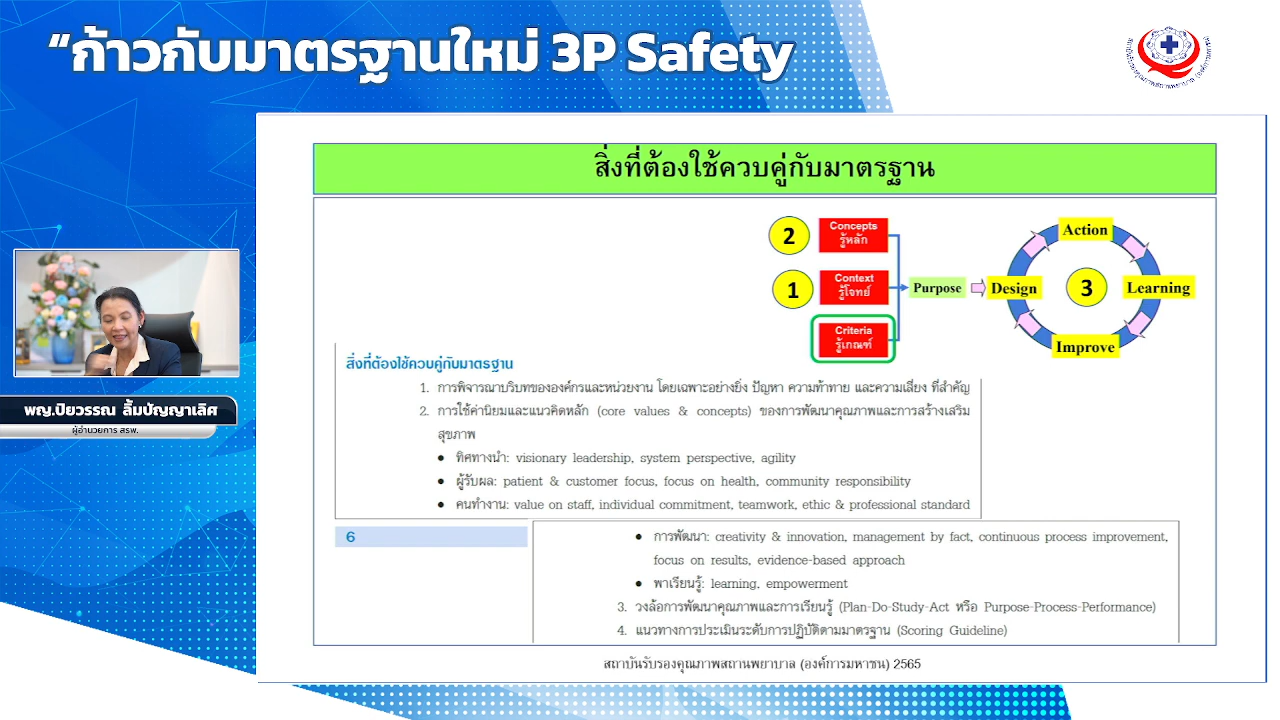 “ก้าวกับมาตรฐานใหม่ 3P Safety
สิ่งที่ต้องใช้ควบคู่กับมาตรฐาน
2
Concepts
รู้หลัก
1
Context
รู้โจทย์
Criteria
รู้เกณฑ์
Purpose
Design
Action
3
Learning
Improve
สิ่งที่ต้องใช้ควบคู่กับมาตรฐาน
1. การพิจารณาบริบทขององค์กรและหน่วยงาน โดยเฉพาะอย่างยิ่ง ปัญหา ความท้าทาย และความเสี่ยง ที่สำคัญ
2. การใช้ค่านิยมและแนวคิดหลัก (core values & concepts) ของการพัฒนาคุณภาพและการสร้างเสริม
สุขภาพ
● ทิศทางนำ: visionary leadership, system perspective, agility
● ผู้รับผล: patient & customer focus, focus on health, community responsibility
● คนทำงาน: value on staff, individual commitment, teamwork, ethic & professional standard
6
● การพัฒนา: creativity & innovation, management by fact, continuous process improvement,
focus on results, evidence-based approach
● พาเรียนรู้: learning, empowerment
3. วงล้อการพัฒนาคุณภาพและการเรียนรู้ (Plan-Do-Study-Act หรือ Purpose-Process-Performance)
4. แนวทางการประเมินระดับการปฏิบัติตามมาตรฐาน (Scoring Guideline)
สถาบันรับรองคุณภาพสถานพยาบาล (องค์การมหาชน) 2565
พญ.ปิยวรรณ ลิ้มปัญญาเลิศ
ผู้อำนวยการ สรพ.